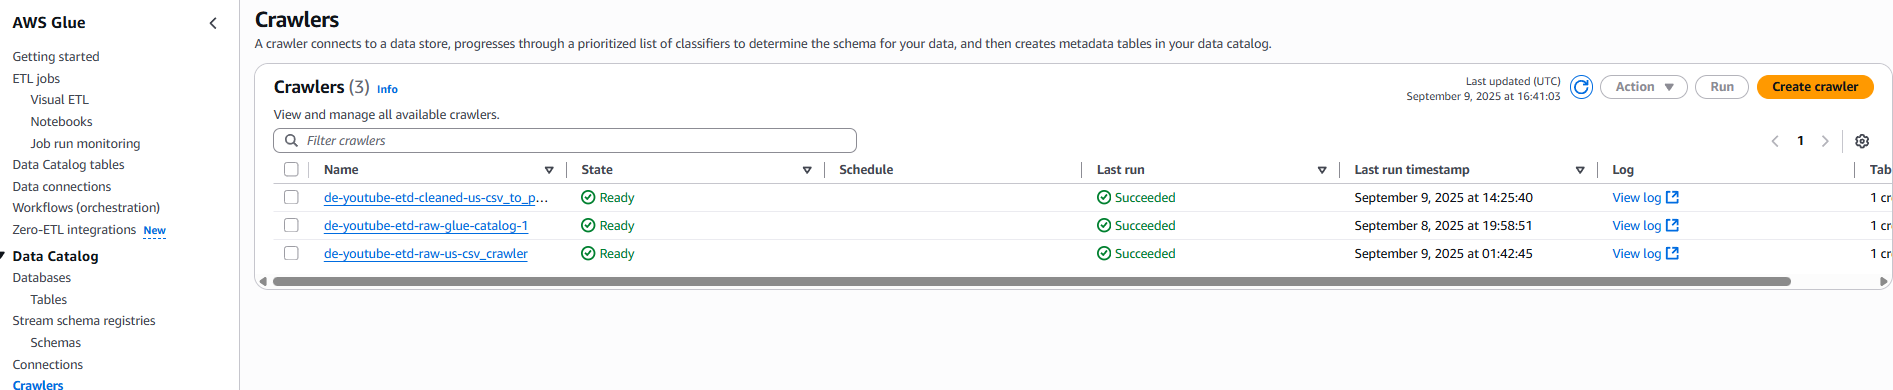 AWS Glue
Getting started
ETL jobs
Visual ETL
Notebooks
Job run monitoring
Data Catalog tables
Data connections
Workflows (orchestration)
Zero-ETL integrations New
Data Catalog
Databases
Tables
Stream schema registries
Schemas
Connections
Crawlers
Crawlers
A crawler connects to a data store, progresses through a prioritized list of classifiers to determine the schema for your data, and then creates metadata tables in your data catalog.
Crawlers (3) Info
Last updated (UTC)
September 9, 2025 at 16:41:03
Action
Run
Create crawler
View and manage all available crawlers.
Filter crawlers
1
Name State Schedule Last run Last run timestamp Log Tab
de-youtube-etd-cleaned-us-csv_to_p... Ready Succeeded September 9, 2025 at 14:25:40 View log 1 cr
de-youtube-etd-raw-glue-catalog-1 Ready Succeeded September 8, 2025 at 19:58:51 View log 1 cr
de-youtube-etd-raw-us-csv_crawler Ready Succeeded September 9, 2025 at 01:42:45 View log 1 cr